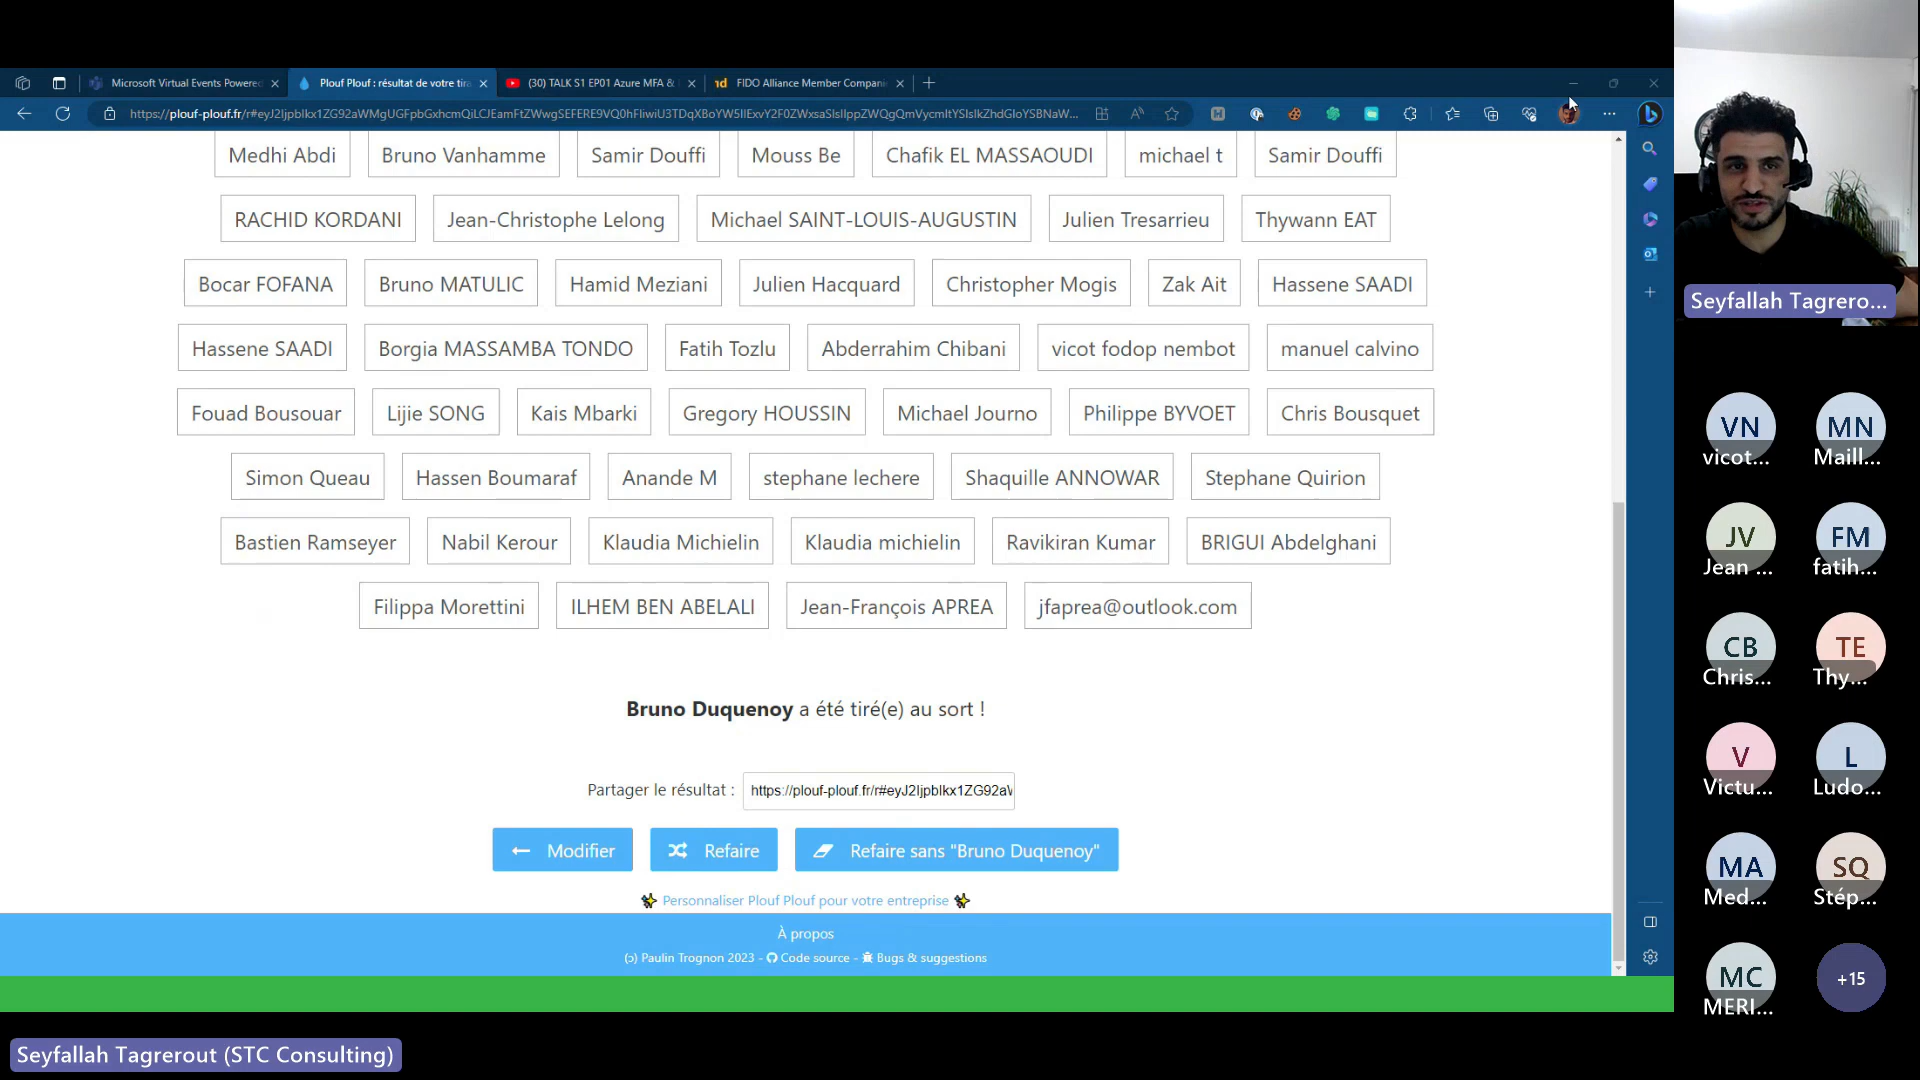 Microsoft Virtual Events Powere
Plouf Plouf : résultat de votre tira
(30) TALK S1 EP01 Azure MFA &
FIDO Alliance Member Compani
Medhi Abdi
Bruno Vanhamme
Samir Douffi
Mouss Be
Chafik EL MASSAOUDI
michael t
Samir Douffi
RACHID KORDANI
Jean-Christophe Lelong
Michael SAINT-LOUIS-AUGUSTIN
Julien Tresarrieu
Thywann EAT
Bocar FOFANA
Bruno MATULIC
Hamid Meziani
Julien Hacquard
Christopher Mogis
Zak Ait
Hassene SAADI
Hassene SAADI
Borgia MASSAMBA TONDO
Fatih Tozlu
Abderrahim Chibani
vicot fodop nembot
manuel calvino
Fouad Bousouar
Lijie SONG
Kais Mbarki
Gregory HOUSSIN
Michael Journo
Philippe BYVOET
Chris Bousquet
Simon Queau
Hassen Boumaraf
Anande M
stephane lechere
Shaquille ANNOWAR
Stephane Quirion
Bastien Ramseyer
Nabil Kerour
Klaudia Michielin
Klaudia michielin
Ravikiran Kumar
BRIGUI Abdelghani
Filippa Morettini
ILHEM BEN ABELALI
Jean-François APREA
jfaprea@outlook.com
Bruno Duquenoy a été tiré(e) au sort !
Partager le résultat :
https://plouf-plouf.fr/r#eyJ2Ijpblkx1ZG92aW
Modifier
Refaire
Refaire sans "Bruno Duquenoy"
Personnaliser Plouf Plouf pour votre entreprise
À propos
(ɔ) Paulin Trognon 2023 - Code source - Bugs & suggestions
Seyfallah Tagrero...
VN
vicot...
MN
Maill...
JV
Jean ...
FM
fatih...
CB
Chris...
TE
Thy...
V
Victu...
L
Ludo...
MA
Med...
SQ
Stép...
MC
MERI...
+15
Seyfallah Tagrerout (STC Consulting)